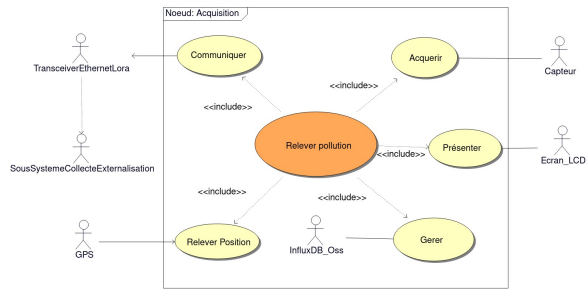 Noeud: Acquisition
Communiquer
Acquerir
TransceiverEthernetLora
Capteur
<<include>>
<<include>>
Relever pollution
<<include>>
Présenter
SousSystemeCollecteExternalisation
Ecran_LCD
<<include>>
<<include>>
Relever Position
Gerer
GPS
InfluxDB_Oss